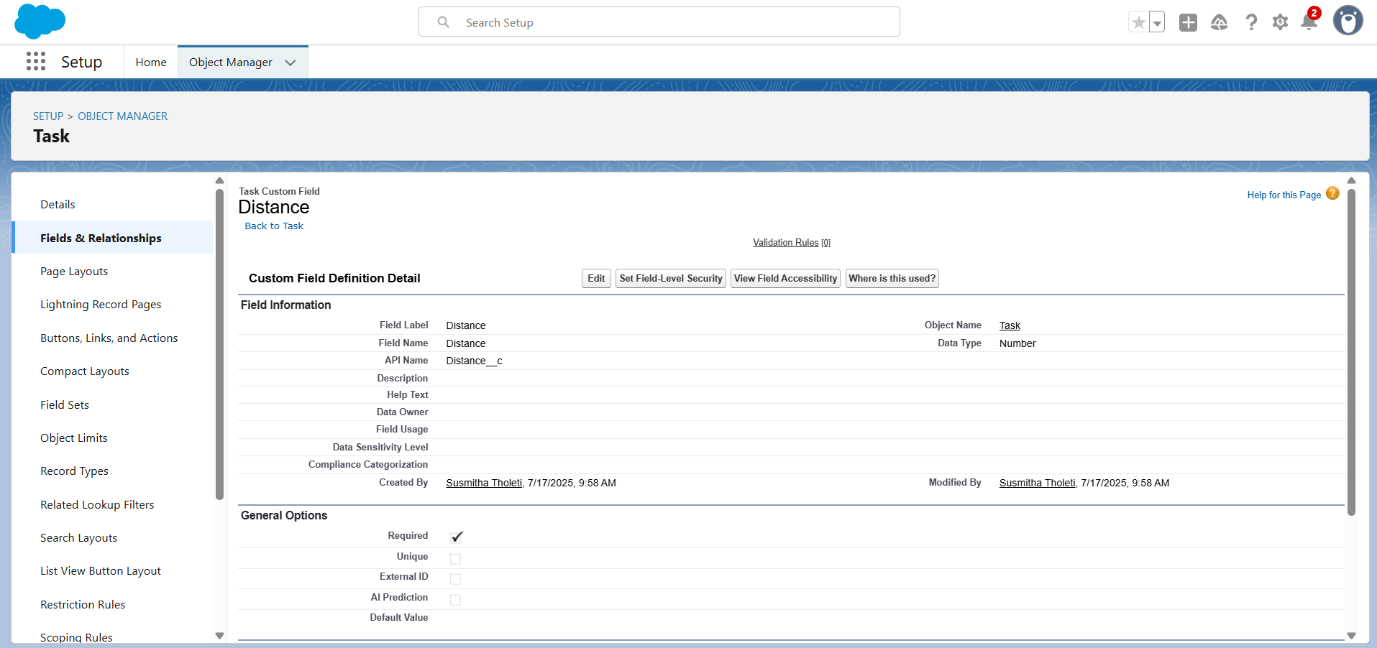 Search Setup
2
Setup
Home
Object Manager
SETUP > OBJECT MANAGER
Task
Details
Fields & Relationships
Page Layouts
Lightning Record Pages
Buttons, Links, and Actions
Compact Layouts
Field Sets
Object Limits
Record Types
Related Lookup Filters
Search Layouts
List View Button Layout
Restriction Rules
Scoping Rules
Task Custom Field
Distance
Back to Task
Help for this Page ?
Validation Rules [0]
Custom Field Definition Detail
Edit Set Field-Level Security View Field Accessibility Where is this used?
Field Information
Field Label Distance Object Name Task
Field Name Distance Data Type Number
API Name Distance__c
Description
Help Text
Data Owner
Field Usage
Data Sensitivity Level
Compliance Categorization
Created By Susmitha Tholeti, 7/17/2025, 9:58 AM Modified By Susmitha Tholeti, 7/17/2025, 9:58 AM
General Options
Required
Unique
External ID
AI Prediction
Default Value